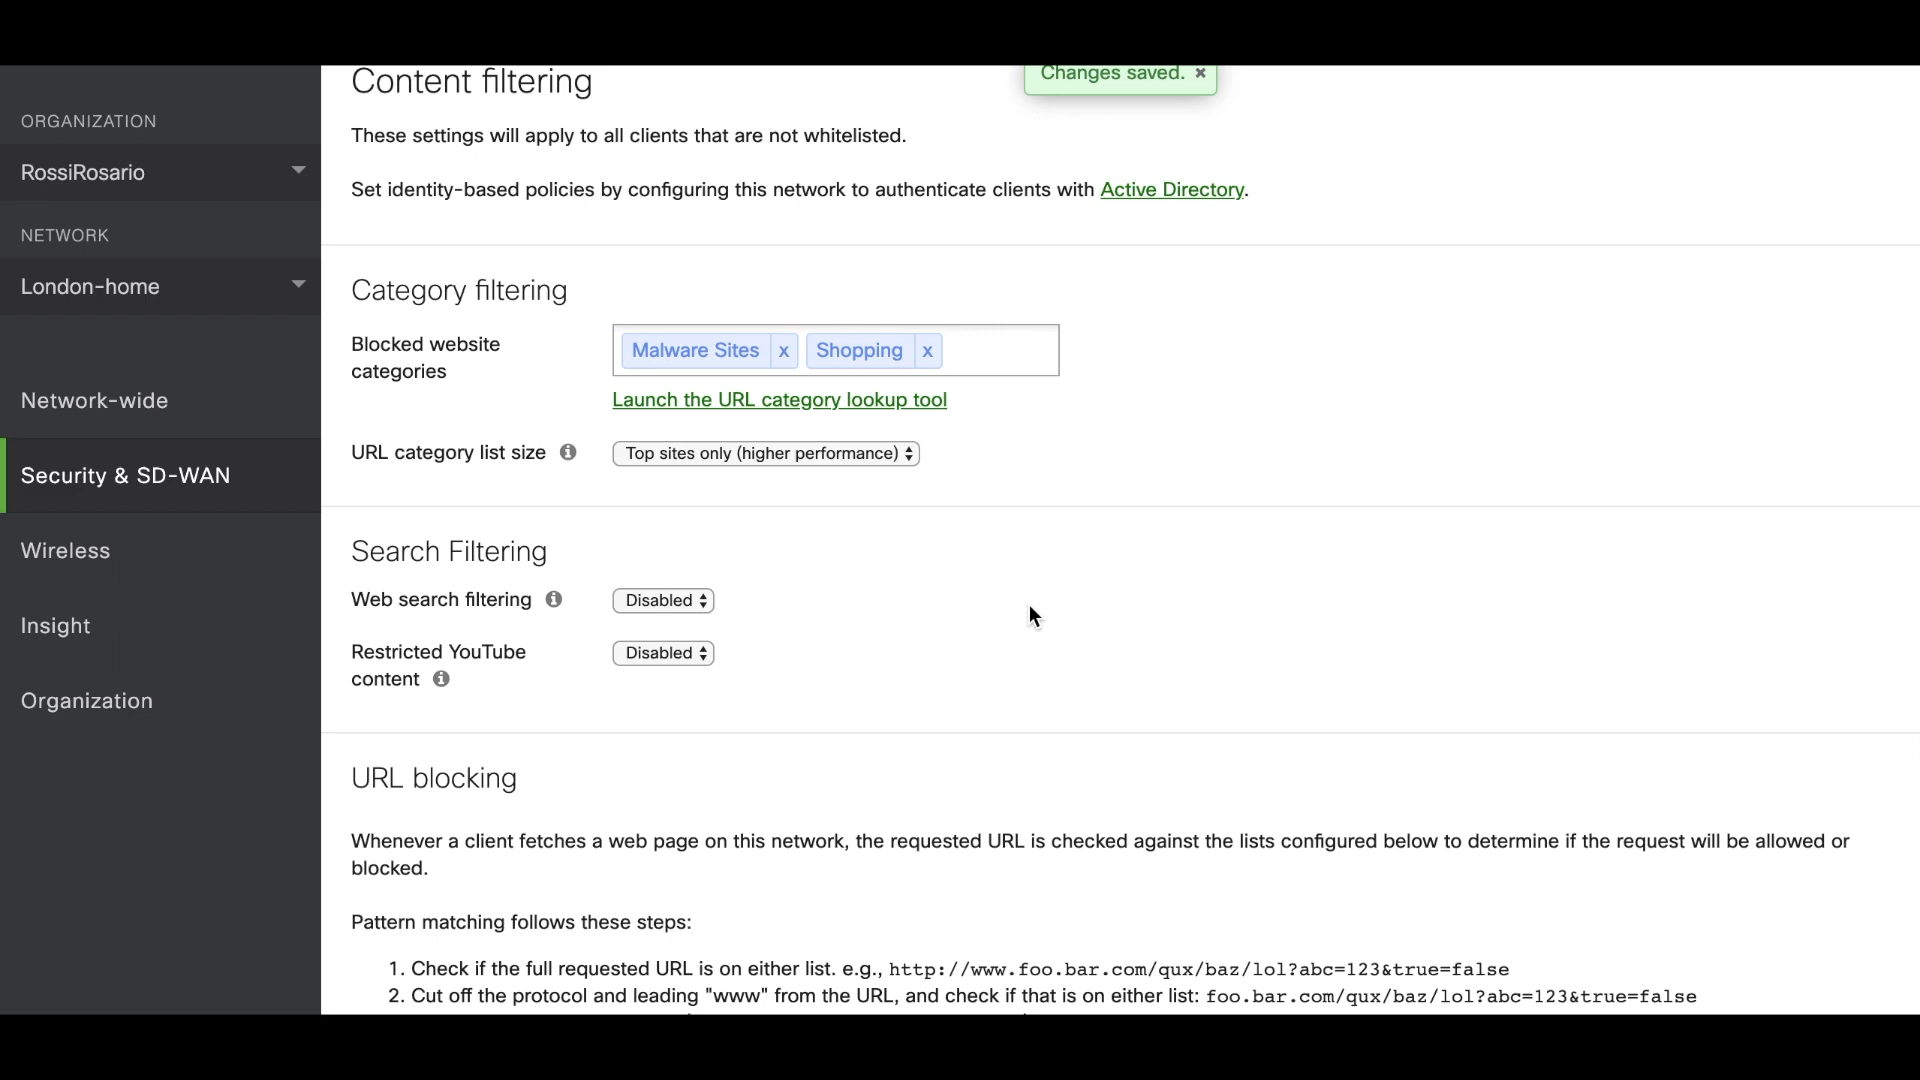 Content filtering
Changes saved. ×
These settings will apply to all clients that are not whitelisted.
Set identity-based policies by configuring this network to authenticate clients with Active Directory.
ORGANIZATION
RossiRosario
NETWORK
London-home
Network-wide
Security & SD-WAN
Wireless
Insight
Organization
Category filtering
Blocked website
categories
Malware Sites x Shopping x
Launch the URL category lookup tool
URL category list size i Top sites only (higher performance)
Search Filtering
Web search filtering i Disabled
Restricted YouTube
content i
Disabled
URL blocking
Whenever a client fetches a web page on this network, the requested URL is checked against the lists configured below to determine if the request will be allowed or
blocked.
Pattern matching follows these steps:
1. Check if the full requested URL is on either list. e.g., http://www.foo.bar.com/qux/baz/lol?abc=123&true=false
2. Cut off the protocol and leading "www" from the URL, and check if that is on either list: foo.bar.com/qux/baz/lol?abc=123&true=false